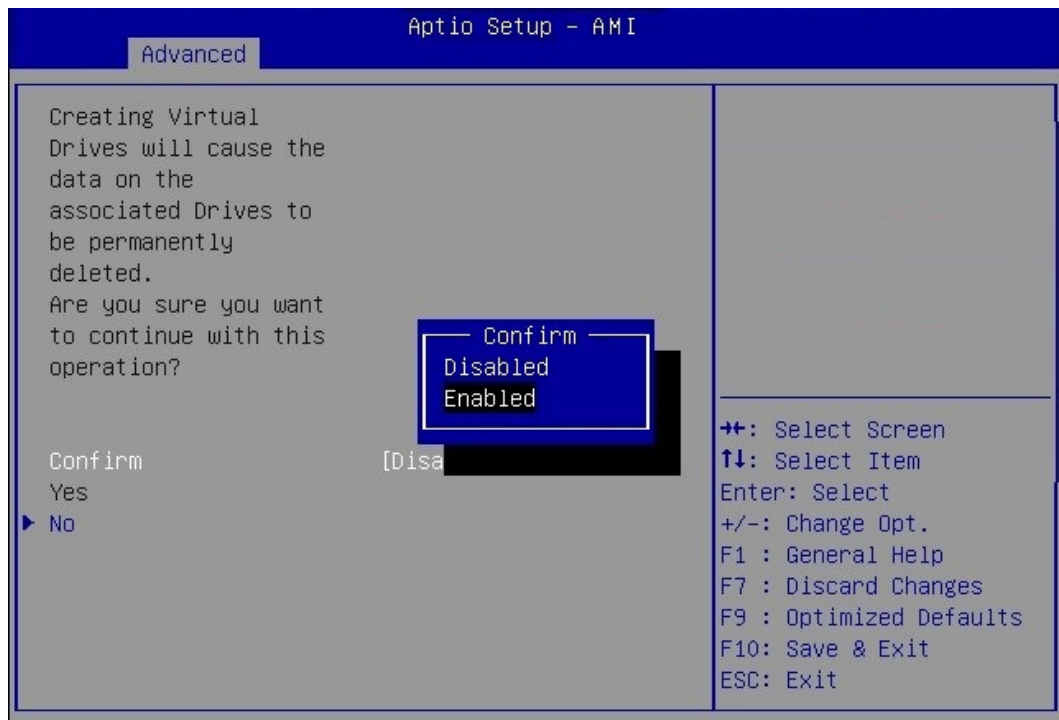 Aptio Setup - AMI
Advanced
Creating Virtual
Drives will cause the
data on the
associated Drives to
be permanently
deleted.
Are you sure you want
to continue with this
operation?
Confirm
Disabled
Enabled
Confirm [Disa
Yes
No
→←: Select Screen
↑↓: Select Item
Enter: Select
+/-: Change Opt.
F1 : General Help
F7 : Discard Changes
F9 : Optimized Defaults
F10: Save & Exit
ESC: Exit